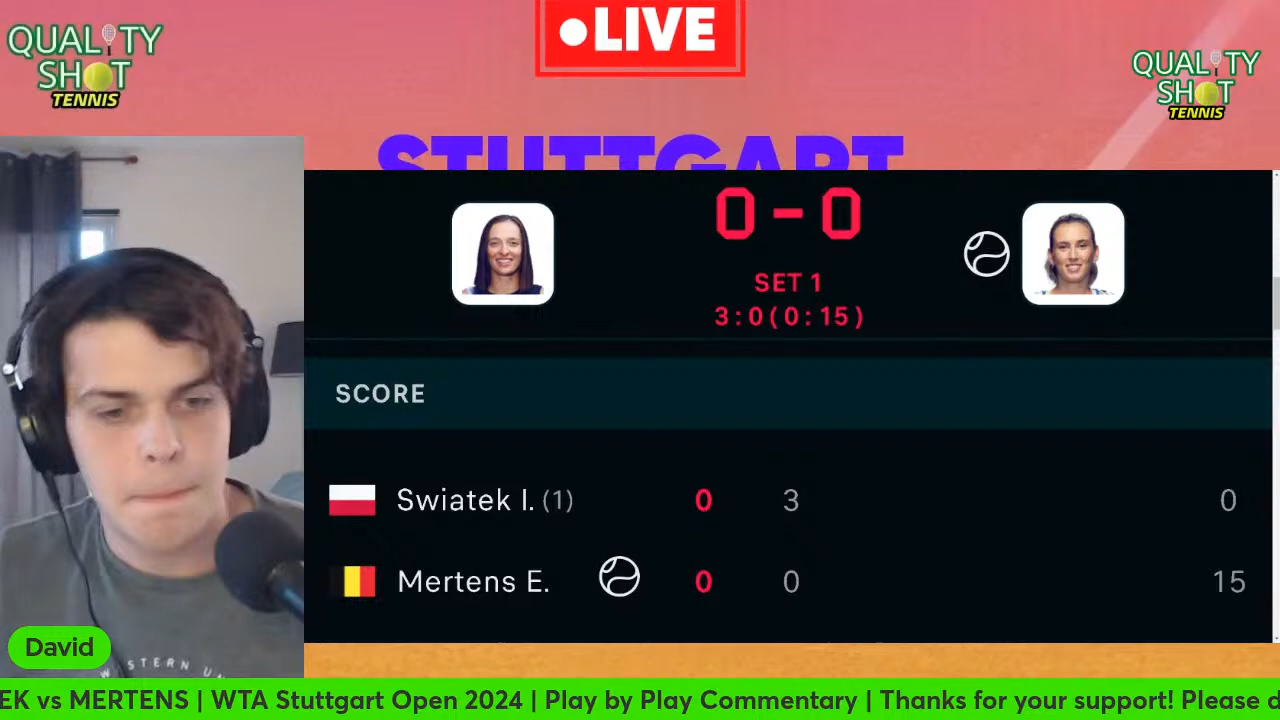 QUALITY
SHOT
TENNIS
LIVE
QUALITY
SHOT
TENNIS
STUTTGART
0 - 0
SET 1
3 : 0 ( 0 : 15 )
SCORE
Swiatek I. (1) 0 3 0
Mertens E. 0 0 15
David
STERN UN
EK vs MERTENS | WTA Stuttgart Open 2024 | Play by Play Commentary | Thanks for your support! Please d